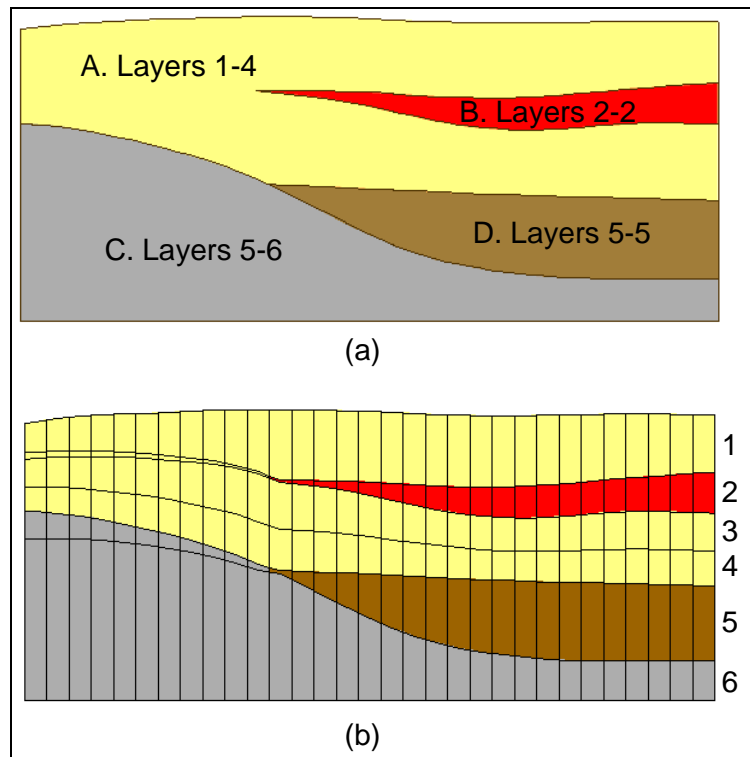 A. Layers 1-4
B. Layers 2-2
C. Layers 5-6
D. Layers 5-5
(a)
1
2
3
4
5
6
(b)